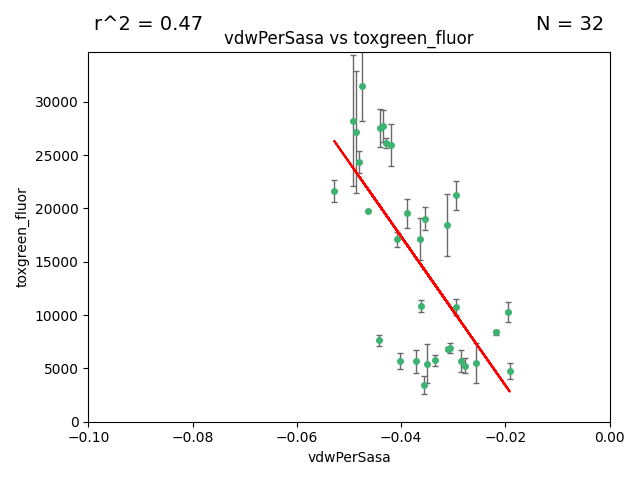 r^2 = 0.47
N = 32
vdwPerSasa vs toxgreen_fluor
30000
25000
20000
15000
10000
5000
0
toxgreen_fluor
−0.10
−0.08
−0.06
−0.04
−0.02
0.00
vdwPerSasa